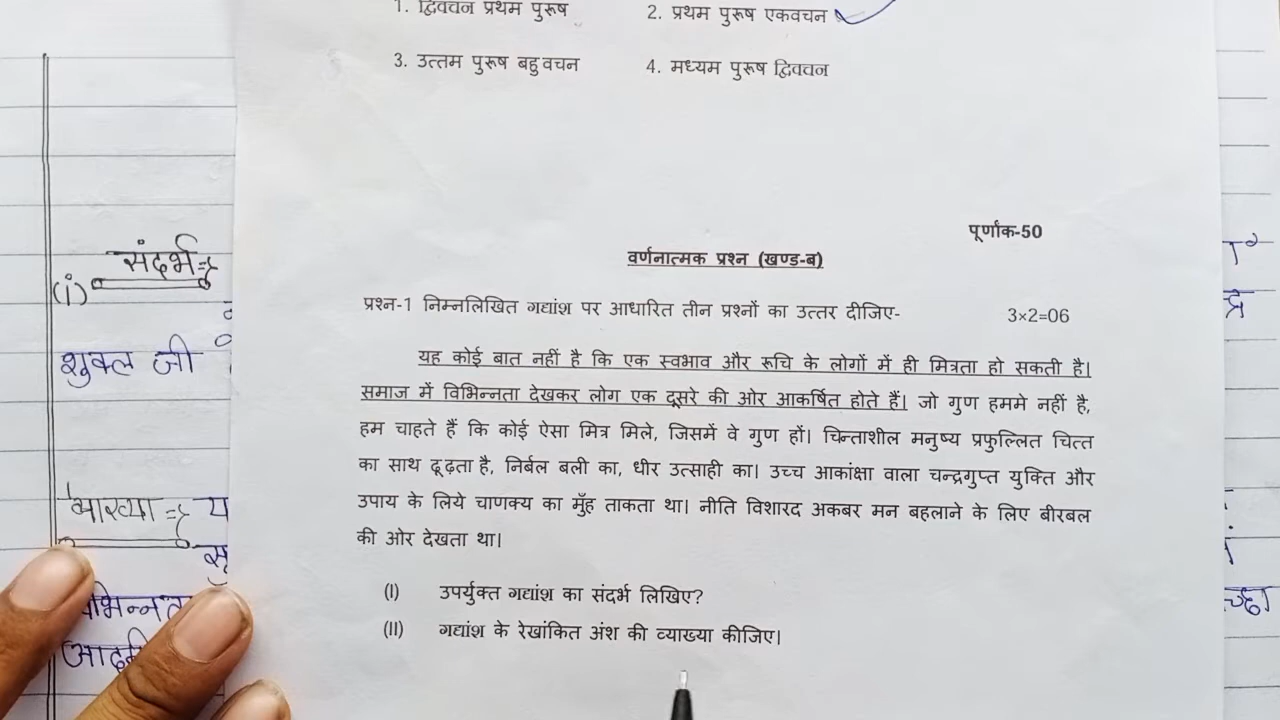 1. द्विवचन प्रथम पुरूष 2. प्रथम पुरूष एकवचन
3. उत्तम पुरूष बहुवचन 4. मध्यम पुरूष द्विवचन
पूर्णांक-50
वर्णनात्मक प्रश्न (खण्ड-ब)
प्रश्न-1 निम्नलिखित गद्यांश पर आधारित तीन प्रश्नों का उत्तर दीजिए- 3×2=06
यह कोई बात नहीं है कि एक स्वभाव और रूचि के लोगों में ही मित्रता हो सकती है।
समाज में विभिन्नता देखकर लोग एक दूसरे की ओर आकर्षित होते हैं। जो गुण हममे नहीं है,
हम चाहते हैं कि कोई ऐसा मित्र मिले, जिसमें वे गुण हों। चिन्ताशील मनुष्य प्रफुल्लित चित्त
का साथ ढूढ़ता है, निर्बल बली का, धीर उत्साही का। उच्च आकांक्षा वाला चन्द्रगुप्त युक्ति और
उपाय के लिये चाणक्य का मुँह ताकता था। नीति विशारद अकबर मन बहलाने के लिए बीरबल
की ओर देखता था।
(I) उपर्युक्त गद्यांश का संदर्भ लिखिए?
(II) गद्यांश के रेखांकित अंश की व्याख्या कीजिए।
(i) संदर्भ
शुक्ल जी